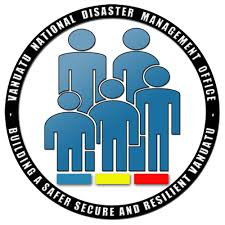 · VANUATU NATIONAL DISASTER MANAGEMENT OFFICE ·
BUILDING A SAFER SECURE AND RESILIENT VANUATU